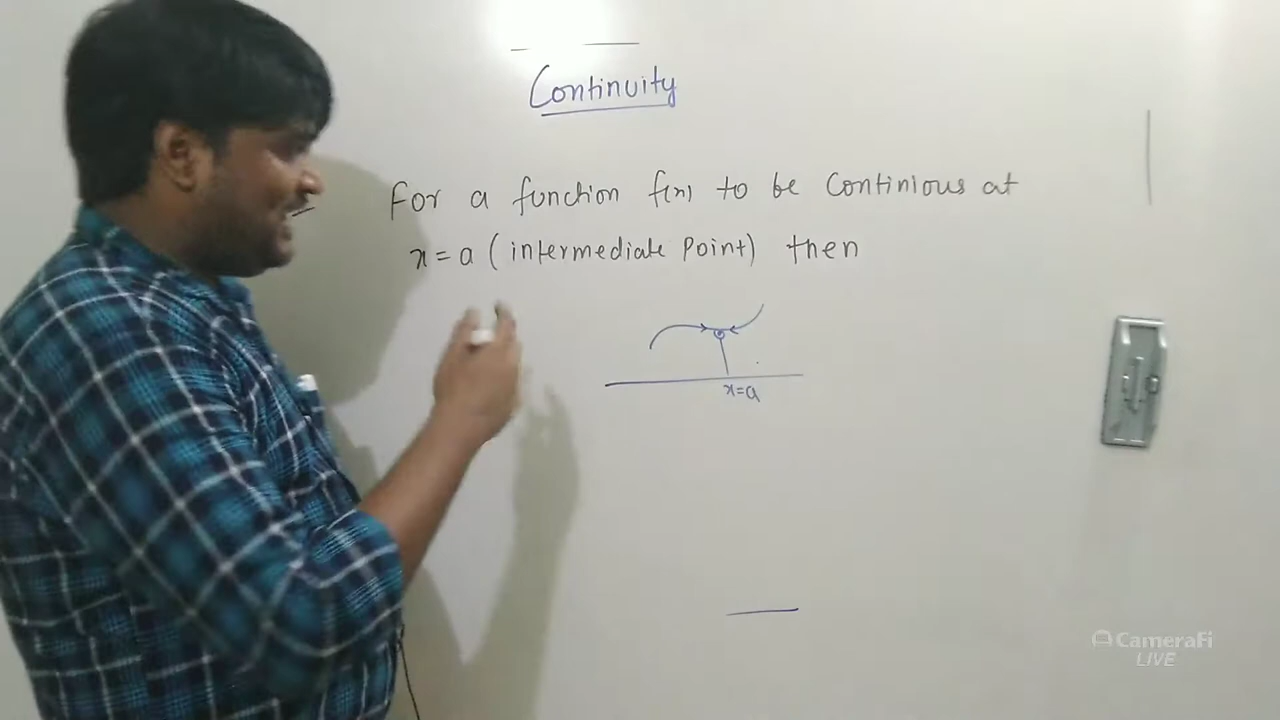 Continuity
For a function f(x) to be Continious at
x = a (intermediate point) then
x=a
CameraFi
LIVE